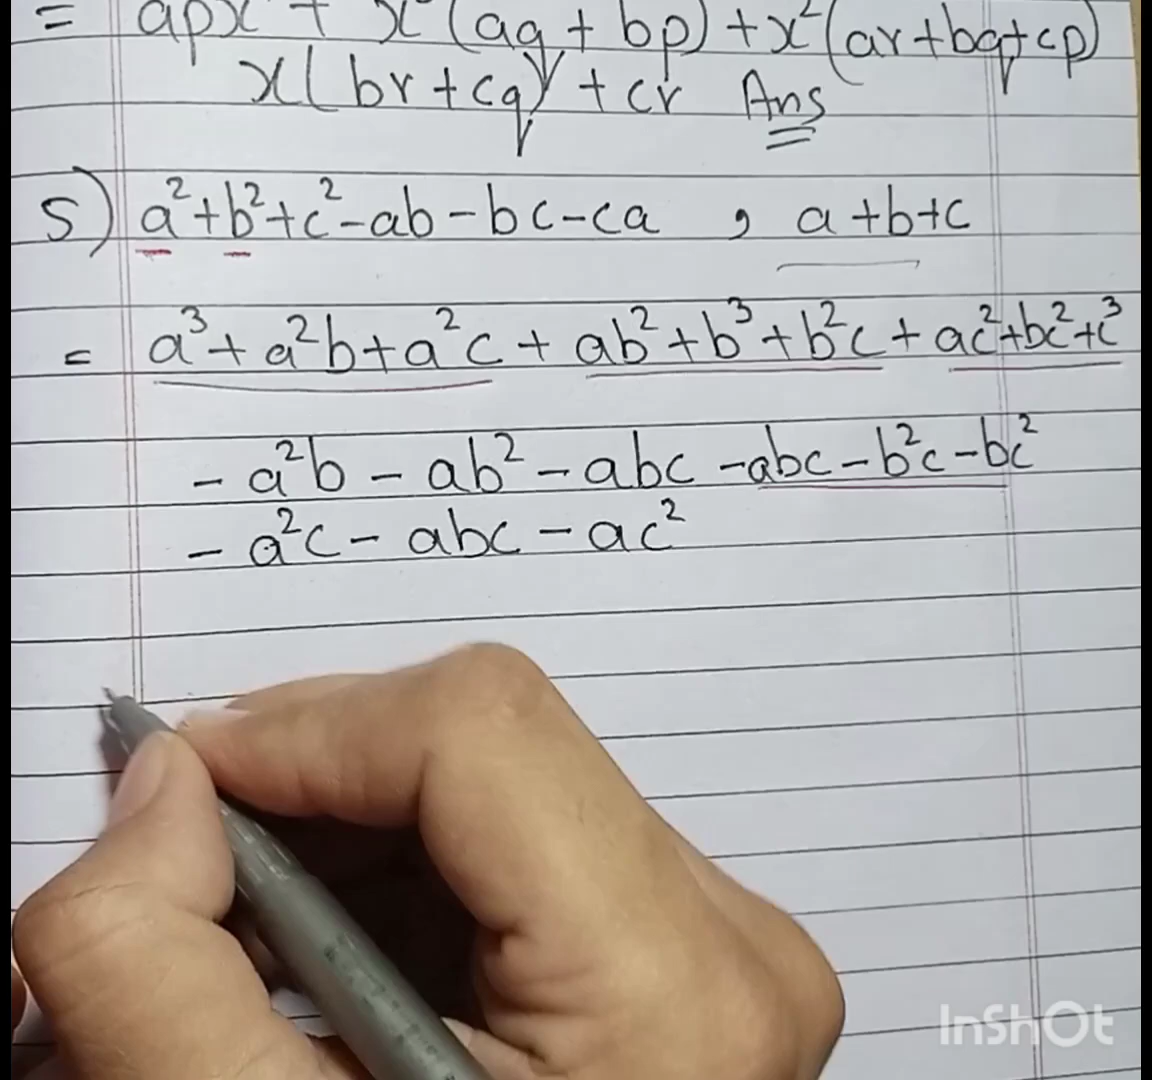 = apx + x (aq + bp) + x²(ar+bq+cp)
x(br+cq) + cr Ans
5) a²+b²+c²-ab-bc-ca , a+b+c
= a³+a²b+a²c+ab²+b³+b²c+ac²+bc²+c³
-a²b-ab²-abc-abc-b²c-bc²
-a²c-abc-ac²
InShOt